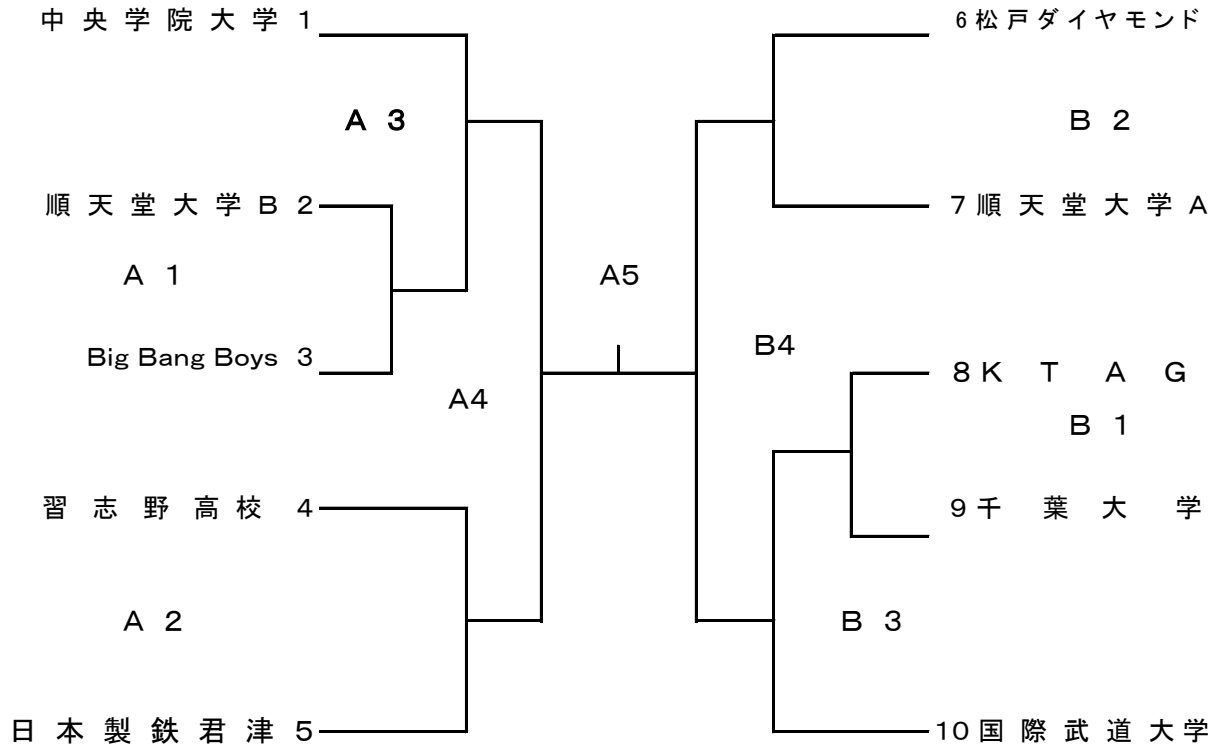 中央学院大学 1
A 3
順天堂大学B 2
A 1
Big Bang Boys 3
A4
習志野高校 4
A 2
日本製鉄君津 5
A5
6 松戸ダイヤモンド
B 2
7 順天堂大学A
B4
8 KTAG
B 1
9 千葉大学
B 3
10 国際武道大学